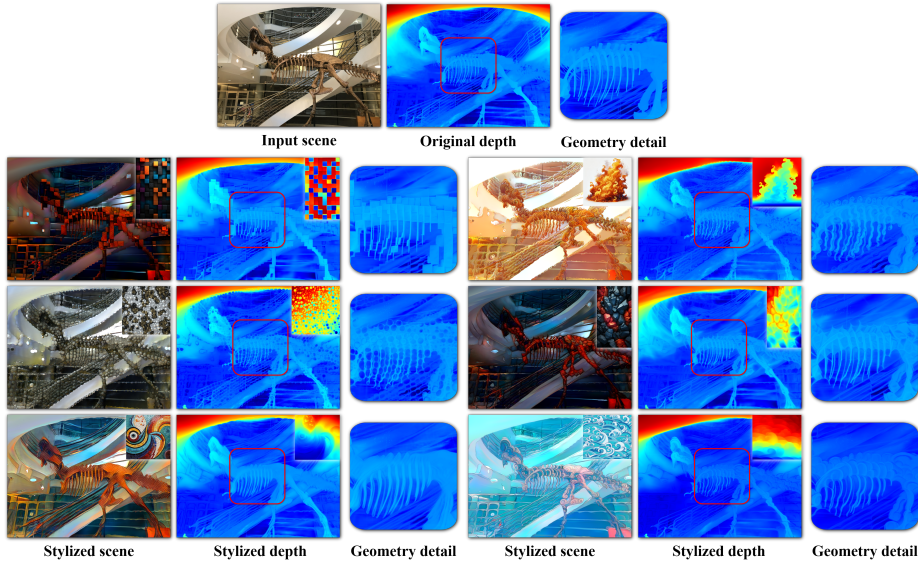 Input scene
Original depth
Geometry detail
Stylized scene
Stylized depth
Geometry detail
Stylized scene
Stylized depth
Geometry detail